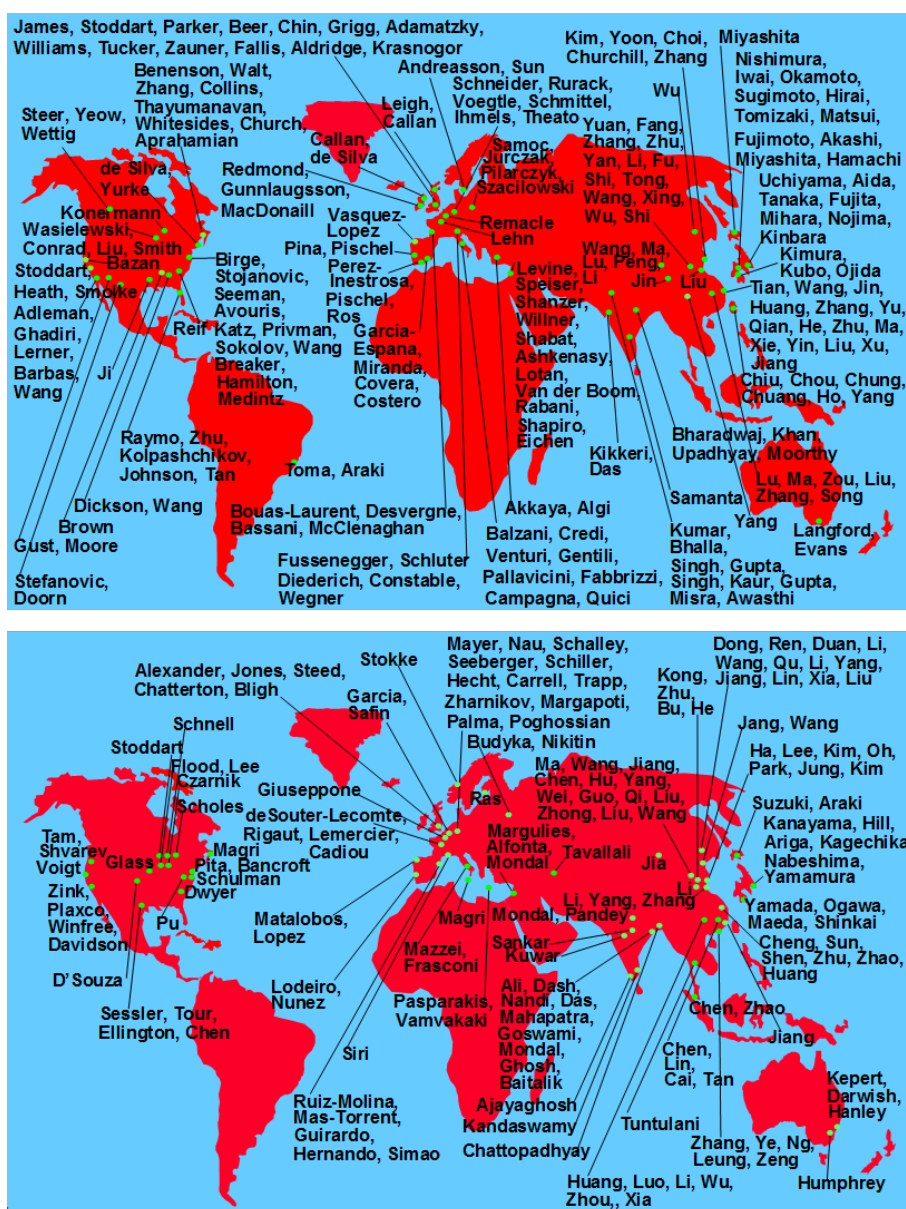 James, Stoddart, Parker, Beer, Chin, Grigg, Adamatzky,
Williams, Tucker, Zauner, Fallis, Aldridge, Krasnogor
Benenson, Walt,
Zhang, Collins,
Thayumanavan,
Whitesides, Church,
Aprahamian
Steer, Yeow,
Wettig
de Silva,
Yurke
Konermann
Wasielewski,
Conrad, Liu, Smith
Bazan
Stoddart,
Heath, Smolke
Adleman,
Ghadiri,
Lerner,
Barbas,
Wang
Ji
Reif
Birge,
Stojanovic,
Seeman,
Avouris,
Katz, Privman,
Sokolov, Wang
Breaker,
Hamilton,
Medintz
Raymo, Zhu,
Kolpashchikov,
Johnson, Tan
Dickson, Wang
Brown
Gust, Moore
Stefanovic,
Doorn
Toma, Araki
Callan,
de Silva
Leigh,
Callan
Redmond,
Gunnlaugsson,
MacDonaill
Andreasson, Sun
Schneider, Rurack,
Voegtle, Schmittel,
Ihmels, Theato
Samoc,
Jurczak,
Pilarczyk,
Szacilowski
Remacle
Lehn
Vasquez-
Lopez
Pina, Pischel
Perez-
Inestrosa,
Pischel,
Ros
Garcia-
Espana,
Miranda,
Covera,
Costero
Bouas-Laurent, Desvergne,
Bassani, McClenaghan
Fussenegger, Schluter
Diederich, Constable,
Wegner
Balzani, Credi,
Venturi, Gentili,
Pallavicini, Fabbrizzi,
Campagna, Quici
Akkaya, Algi
Levine,
Speiser,
Shanzer,
Willner,
Shabat,
Ashkenasy,
Lotan,
Van der Boom,
Rabani,
Shapiro,
Eichen
Kim, Yoon, Choi,
Churchill, Zhang
Wu
Miyashita
Nishimura,
Iwai, Okamoto,
Sugimoto, Hirai,
Tomizaki, Matsui,
Fujimoto, Akashi,
Miyashita, Hamachi
Uchiyama, Aida,
Tanaka, Fujita,
Mihara, Nojima,
Kinbara
Kimura,
Kubo, Ojida
Yuan, Fang,
Zhang, Zhu,
Yan, Li, Fu,
Shi, Tong,
Wang, Xing,
Wu, Shi
Wang, Ma,
Lu, Peng,
Li
Jin
Liu
Tian, Wang, Jin,
Huang, Zhang, Yu,
Qian, He, Zhu, Ma,
Xie, Yin, Liu, Xu,
Jiang
Chiu, Chou, Chung,
Chuang, Ho, Yang
Kikkeri,
Das
Bharadwaj, Khan,
Upadhyay, Moorthy
Samanta
Kumar,
Bhalla,
Singh, Gupta,
Singh, Kaur, Gupta,
Misra, Awasthi
Lu, Ma, Zou, Liu,
Zhang, Song
Yang
Langford,
Evans
Alexander, Jones, Steed,
Chatterton, Bligh
Stokke
Garcia,
Safin
Mayer, Nau, Schalley,
Seeberger, Schiller,
Hecht, Carrell, Trapp,
Zharnikov, Margapoti,
Palma, Poghossian
Budyka, Nikitin
Schnell
Stoddart
Flood, Lee
Czarnik
Scholes
Giuseppone
deSouter-Lecomte,
Rigaut, Lemercier,
Cadiou
Tam,
Shvarev
Voigt
Glass
Magri
Pita, Bancroft
Schulman
Dwyer
Zink,
Plaxco,
Winfree,
Davidson
Pu
D'Souza
Sessler, Tour,
Ellington, Chen
Matalobos,
Lopez
Lodeiro,
Nunez
Siri
Ruiz-Molina,
Mas-Torrent,
Guirardo,
Hernando, Simao
Mazzei,
Frasconi
Magri
Pasparakis,
Vamvakaki
Ras
Margulies,
Alfonta,
Mondal
Tavallali
Ma, Wang, Jiang,
Chen, Hu, Yang,
Wei, Guo, Qi, Liu,
Zhong, Liu, Wang
Kong,
Zhu,
Bu, He
Dong, Ren, Duan, Li,
Wang, Qu, Li, Yang,
Jiang, Lin, Xia, Liu
Jang, Wang
Ha, Lee, Kim, Oh,
Park, Jung, Kim
Suzuki, Araki
Kanayama, Hill,
Ariga, Kagechika
Nabeshima,
Yamamura
Yamada, Ogawa,
Maeda, Shinkai
Cheng, Sun,
Shen, Zhu, Zhao,
Huang
Jia
Li
Li, Yang, Zhang
Mondal, Pandey
Sankar
Kuwar
Ali, Dash,
Nandi, Das,
Mahapatra,
Goswami,
Mondal,
Ghosh,
Baitalik
Ajayaghosh
Kandaswamy
Chattopadhyay
Chen, Zhao
Jiang
Chen,
Lin,
Cai, Tan
Tuntulani
Zhang, Ye, Ng,
Leung, Zeng
Huang, Luo, Li, Wu,
Zhou,, Xia
Kepert,
Darwish,
Hanley
Humphrey